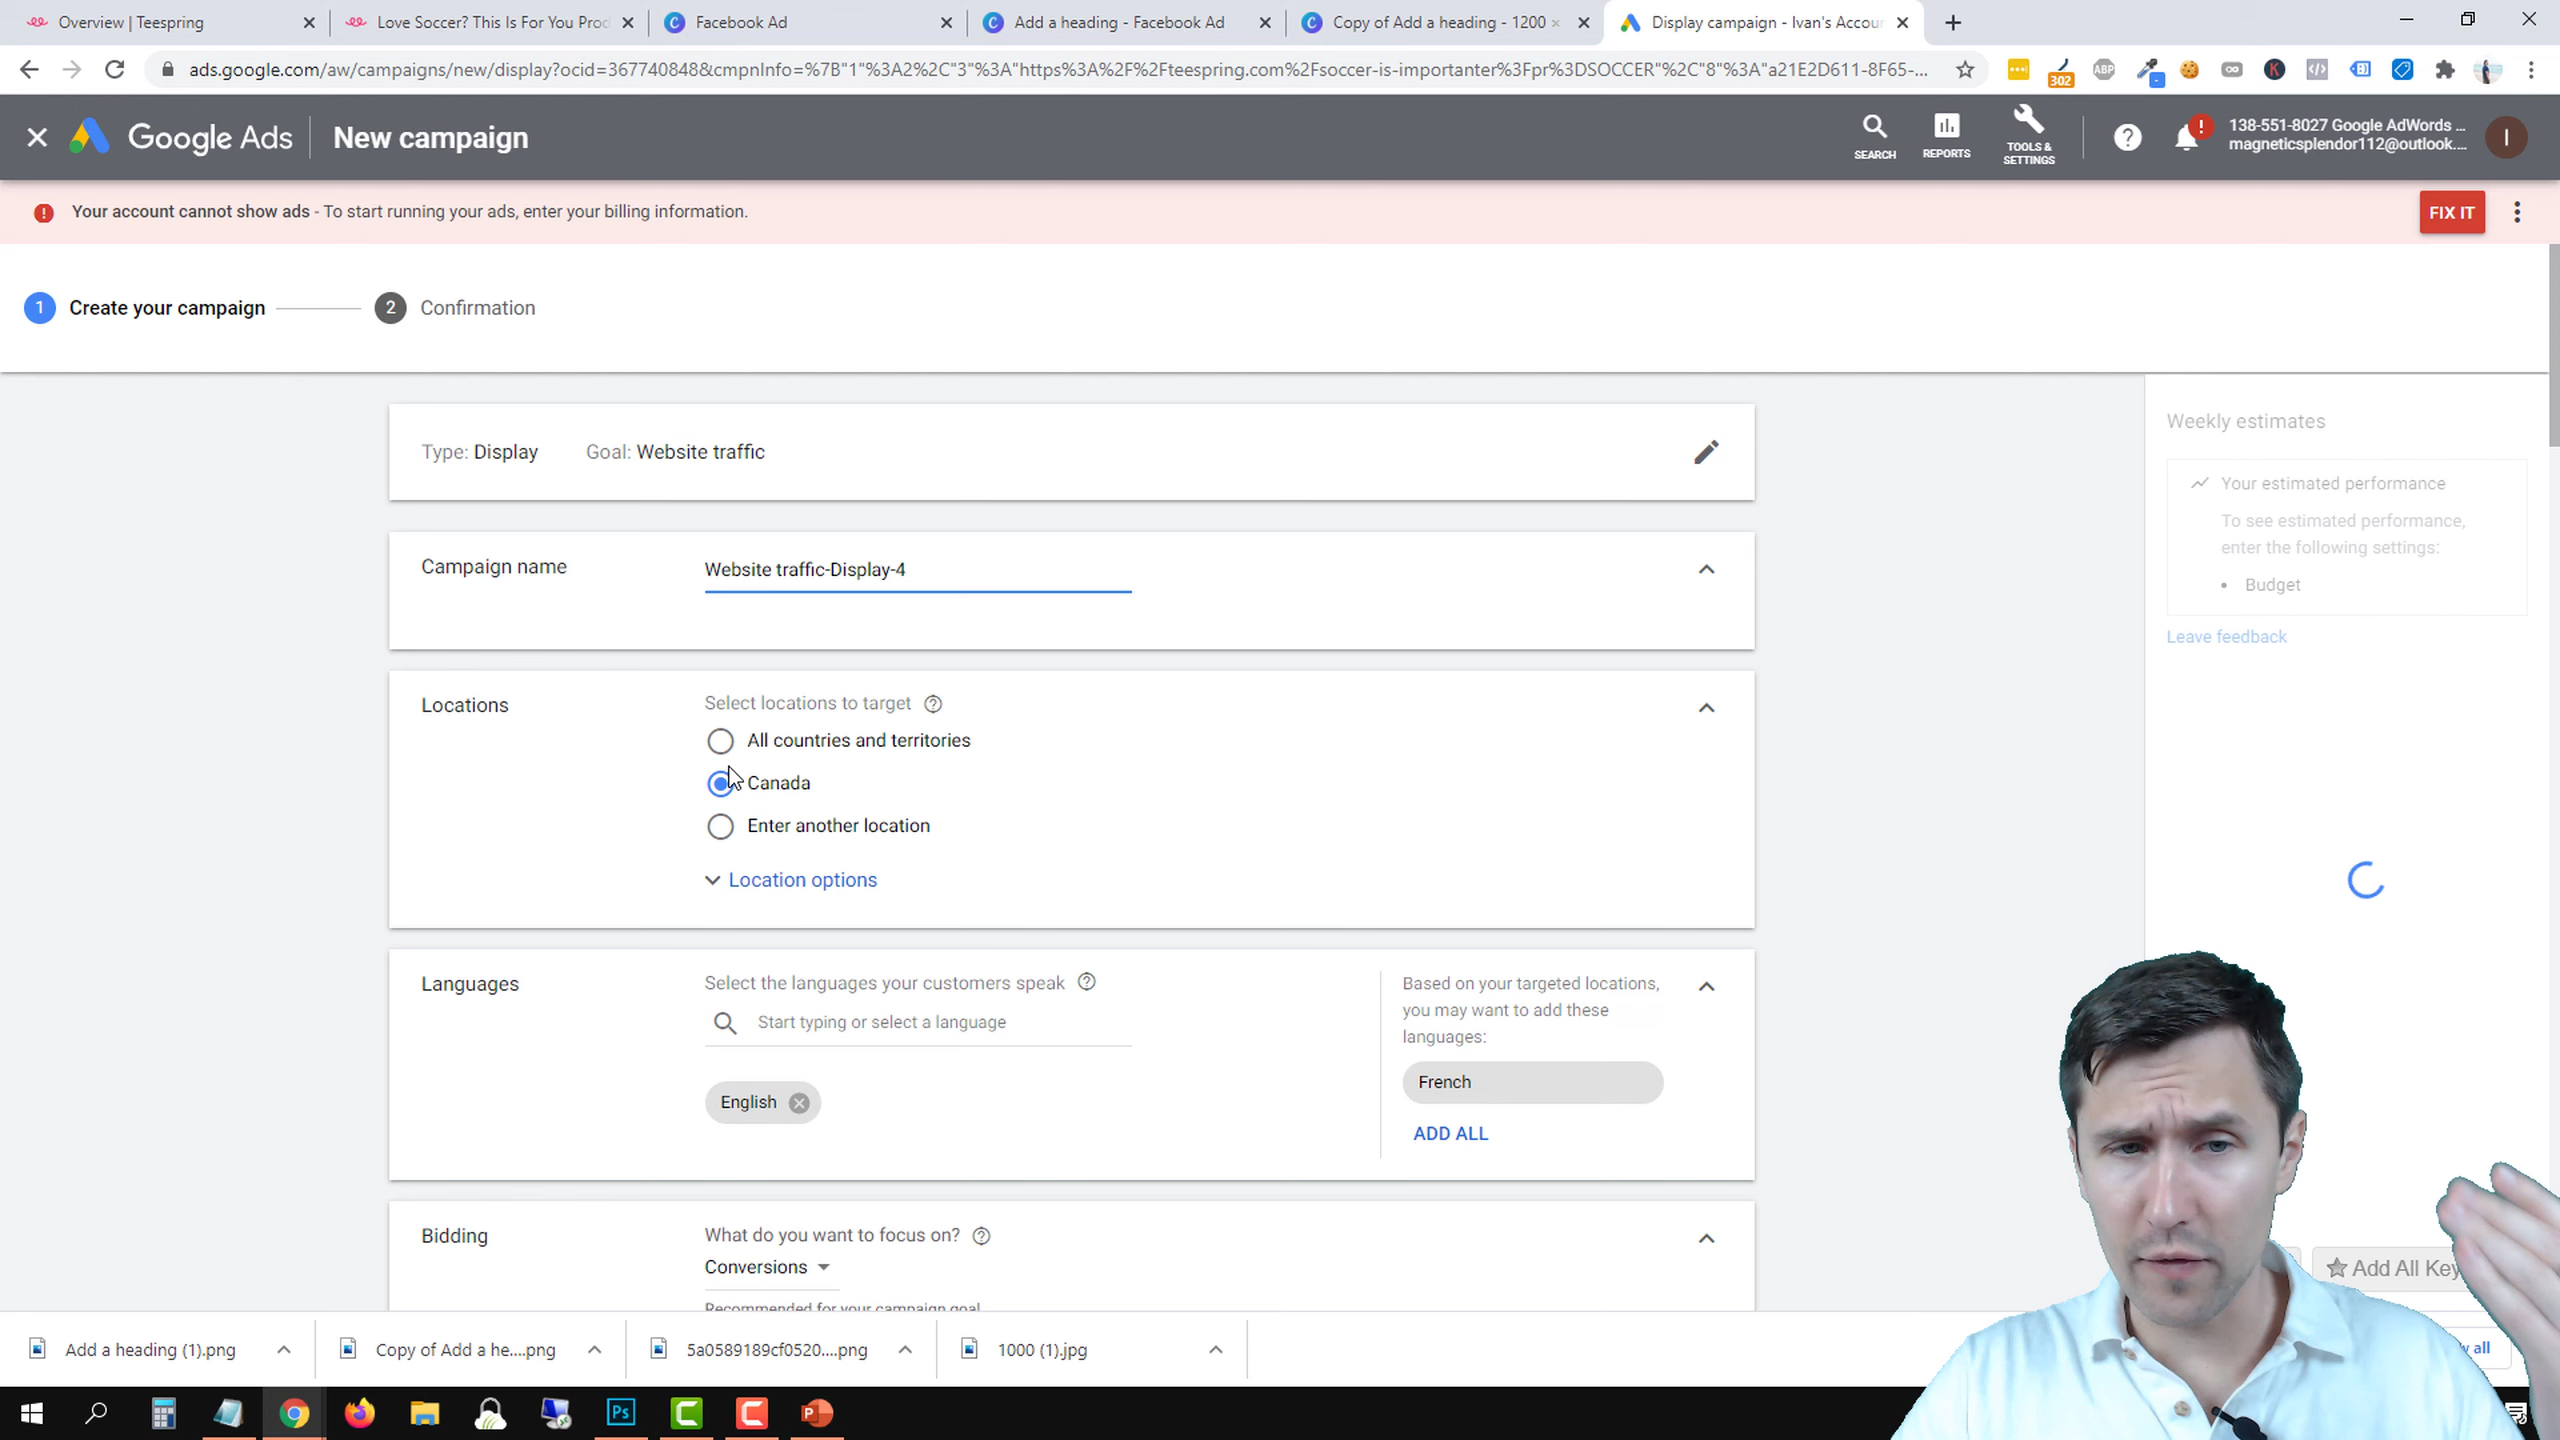 Overview | Teespring
Love Soccer? This Is For You Prod
Facebook Ad
Add a heading - Facebook Ad
Copy of Add a heading - 1200 ×
Display campaign - Ivan's Accou
ads.google.com/aw/campaigns/new/display?ocid=367740848&cmpnInfo=%7B"1"%3A2%2C"3"%3A"https%3A%2F%2Fteespring.com%2Fsoccer-is-importanter%3Fpr%3DSOCCER"%2C"8"%3A"a21E2D611-8F65-...
302
ABP
Google Ads
New campaign
SEARCH
REPORTS
TOOLS &
SETTINGS
138-551-8027 Google AdWords ...
magneticsplendor112@outlook....
I
Your account cannot show ads - To start running your ads, enter your billing information.
FIX IT
1 Create your campaign
2 Confirmation
Type: Display Goal: Website traffic
Campaign name
Website traffic-Display-4
Locations
Select locations to target
All countries and territories
Canada
Enter another location
Location options
Languages
Select the languages your customers speak
Start typing or select a language
English
Based on your targeted locations,
you may want to add these
languages:
French
ADD ALL
Bidding
What do you want to focus on?
Conversions
Recommended for your campaign goal
Weekly estimates
Your estimated performance
To see estimated performance,
enter the following settings:
• Budget
Leave feedback
Add All Key
Add a heading (1).png
Copy of Add a he....png
5a0589189cf0520....png
1000 (1).jpg
all
Ps